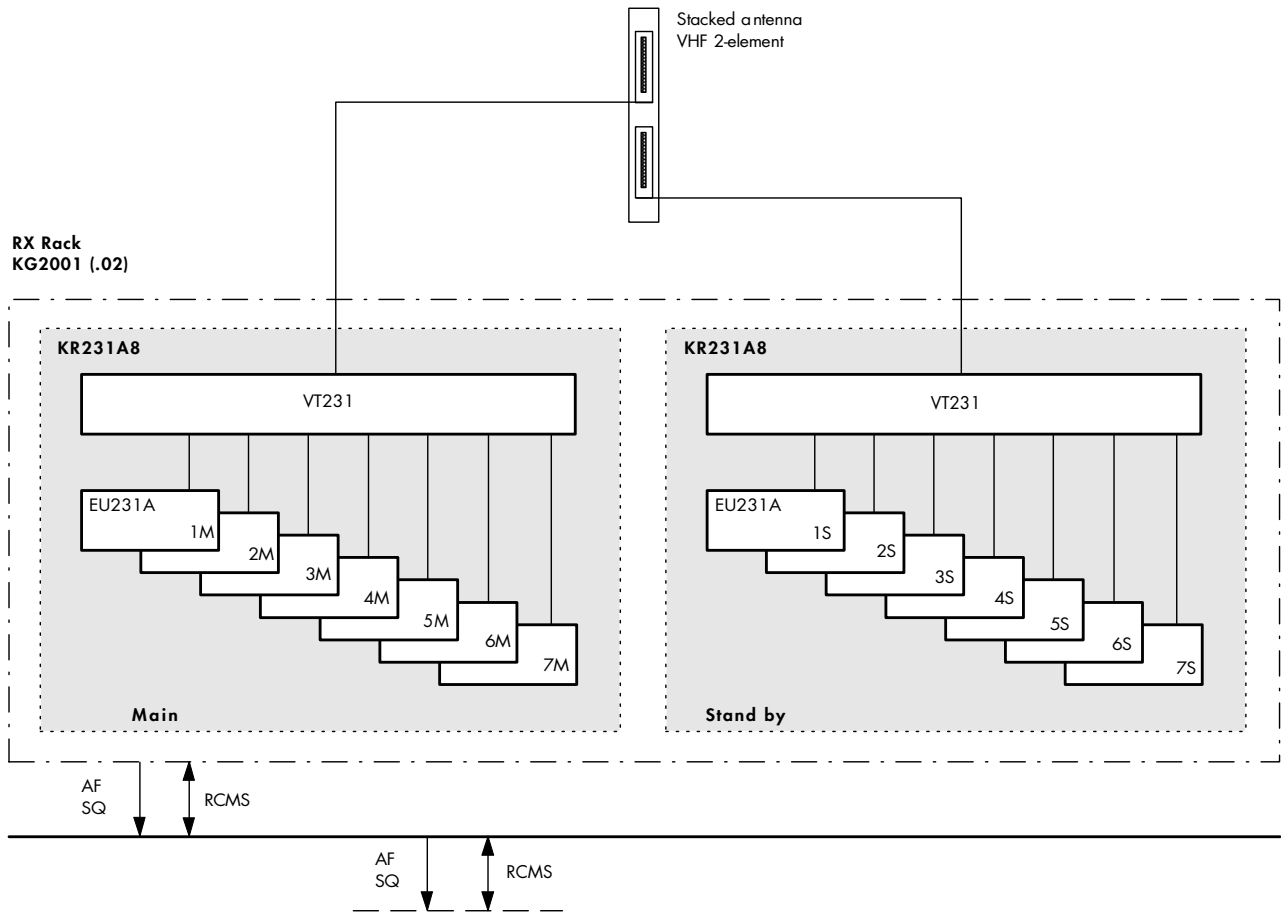 Stacked antenna
VHF 2-element
RX Rack
KG2001 (.02)
KR231A8
VT231
EU231A
1M
2M
3M
4M
5M
6M
7M
Main
KR231A8
VT231
EU231A
1S
2S
3S
4S
5S
6S
7S
Stand by
AF
SQ
RCMS
AF
SQ
RCMS